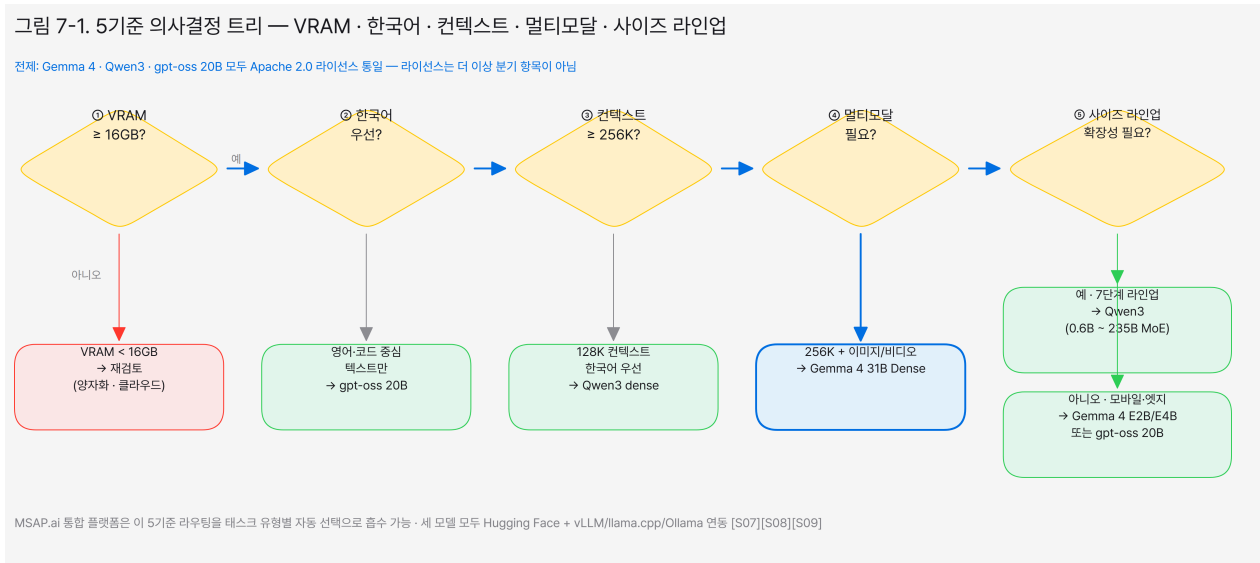 그림 7-1. 5기준 의사결정 트리 — VRAM · 한국어 · 컨텍스트 · 멀티모달 · 사이즈 라인업
전제: Gemma 4 · Qwen3 · gpt-oss 20B 모두 Apache 2.0 라이선스 통일 — 라이선스는 더 이상 분기 항목이 아님
① VRAM
≥ 16GB?
예
② 한국어
우선?
③ 컨텍스트
≥ 256K?
④ 멀티모달
필요?
⑤ 사이즈 라인업
확장성 필요?
아니오
VRAM < 16GB
→ 재검토
(양자화 · 클라우드)
영어·코드 중심
텍스트만
→ gpt-oss 20B
128K 컨텍스트
한국어 우선
→ Qwen3 dense
256K + 이미지/비디오
→ Gemma 4 31B Dense
예 · 7단계 라인업
→ Qwen3
(0.6B ~ 235B MoE)
아니오 · 모바일·엣지
→ Gemma 4 E2B/E4B
또는 gpt-oss 20B
MSAP.ai 통합 플랫폼은 이 5기준 라우팅을 태스크 유형별 자동 선택으로 흡수 가능 · 세 모델 모두 Hugging Face + vLLM/llama.cpp/Ollama 연동 [S07][S08][S09]